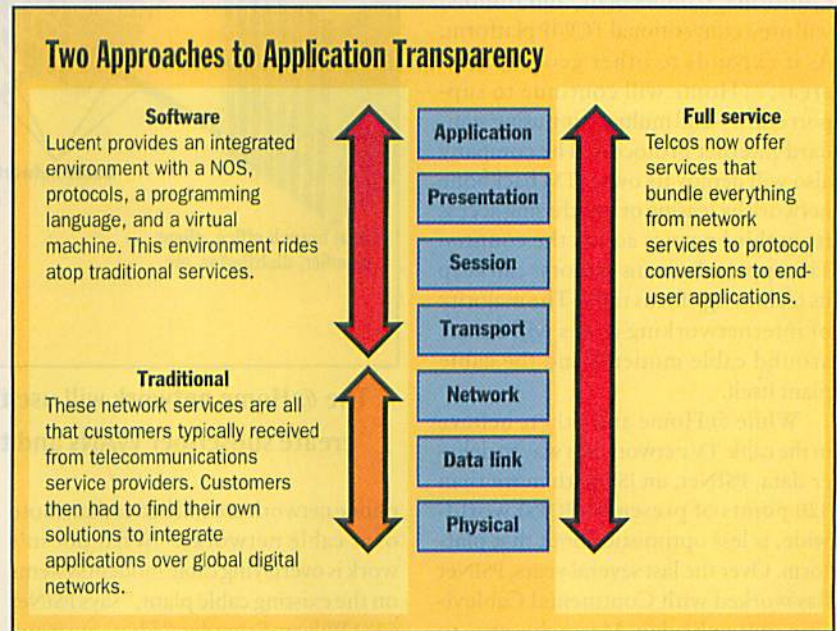 Two Approaches to Application Transparency
Software
Lucent provides an integrated
environment with a NOS,
protocols, a programming
language, and a virtual
machine. This environment rides
atop traditional services.
Traditional
These network services are all
that customers typically received
from telecommunications
service providers. Customers
then had to find their own
solutions to integrate
applications over global digital
networks.
Application
Presentation
Session
Transport
Network
Data link
Physical
Full service
Telcos now offer
services that
bundle everything
from network
services to protocol
conversions to end-
user applications.